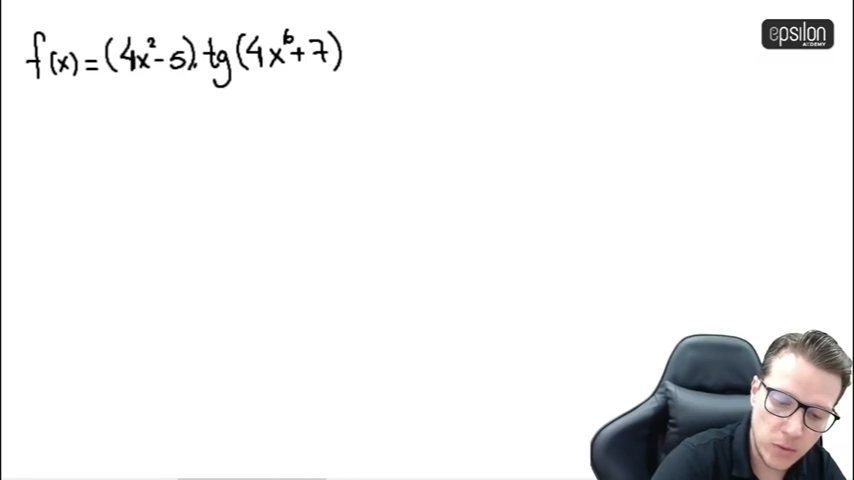 f(x) = (4x² - 5). tg(4x⁶ + 7)
epsilon
ACADEMY